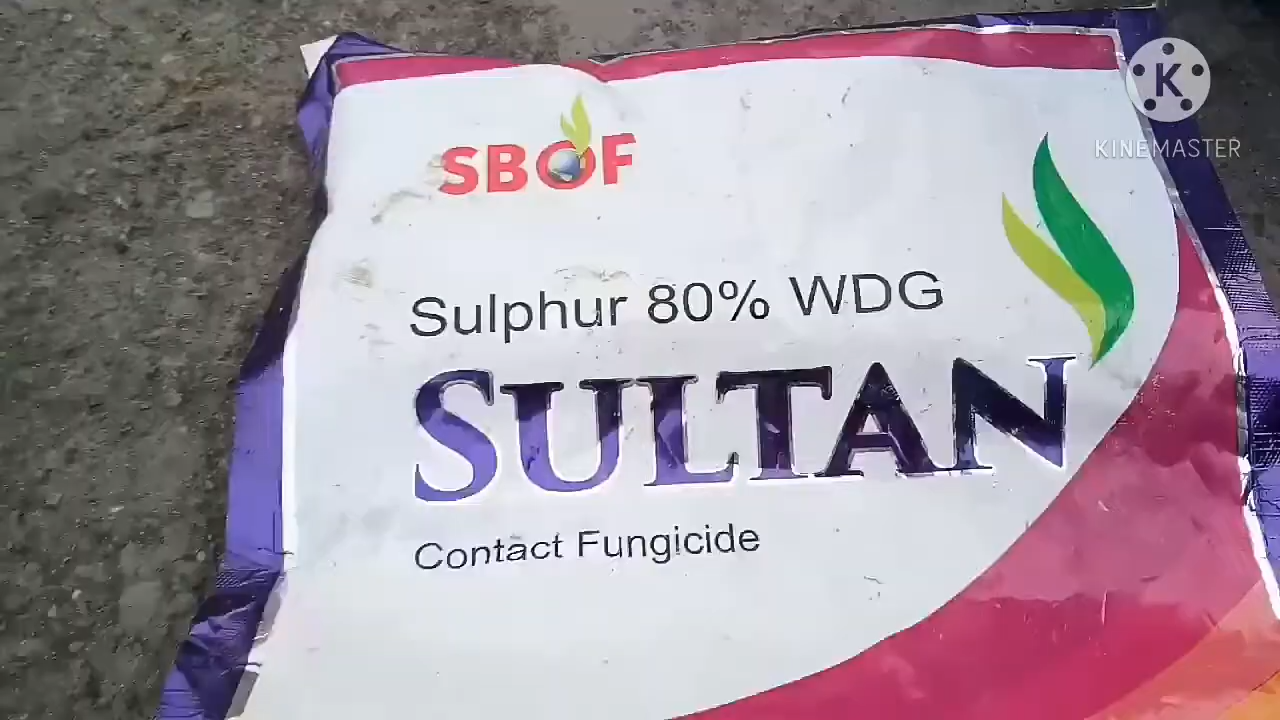 SBOF
K
KINEMASTER
Sulphur 80% WDG
SULTAN
Contact Fungicide